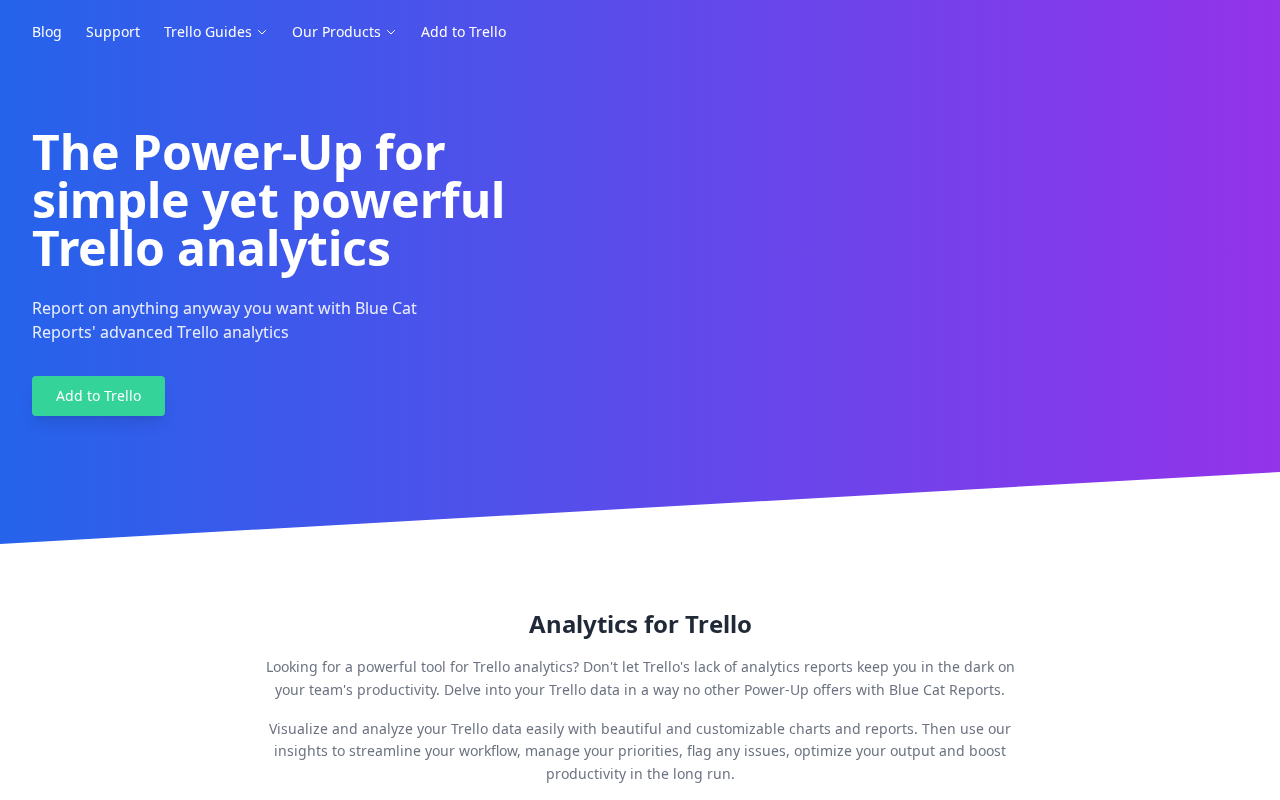 Blog
Support
Trello Guides
Our Products
Add to Trello
The Power-Up for
simple yet powerful
Trello analytics
Report on anything anyway you want with Blue Cat
Reports' advanced Trello analytics
Add to Trello
Analytics for Trello
Looking for a powerful tool for Trello analytics? Don't let Trello's lack of analytics reports keep you in the dark on
your team's productivity. Delve into your Trello data in a way no other Power-Up offers with Blue Cat Reports.
Visualize and analyze your Trello data easily with beautiful and customizable charts and reports. Then use our
insights to streamline your workflow, manage your priorities, flag any issues, optimize your output and boost
productivity in the long run.